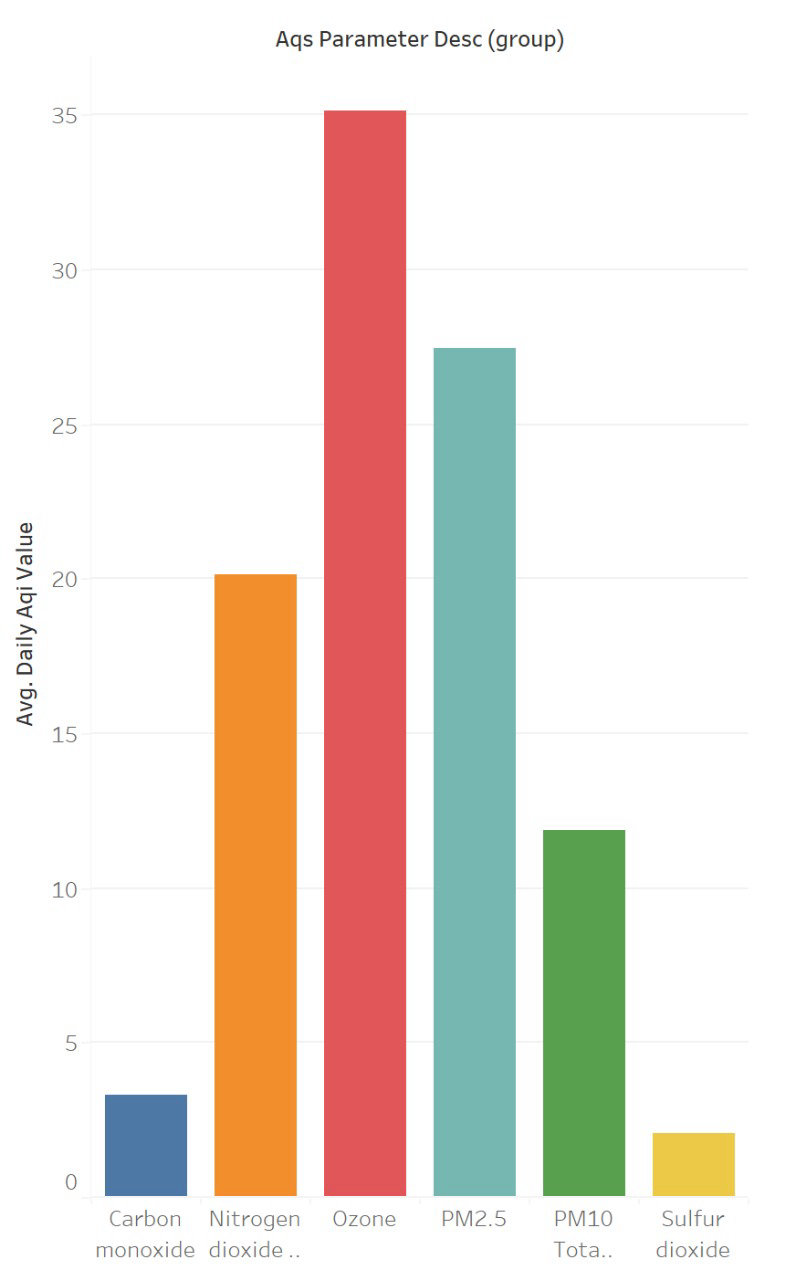 Aqs Parameter Desc (group)
35
30
25
20
15
10
5
0
Avg. Daily Aqi Value
Carbon monoxide
Nitrogen dioxide ..
Ozone
PM2.5
PM10 Tota..
Sulfur dioxide